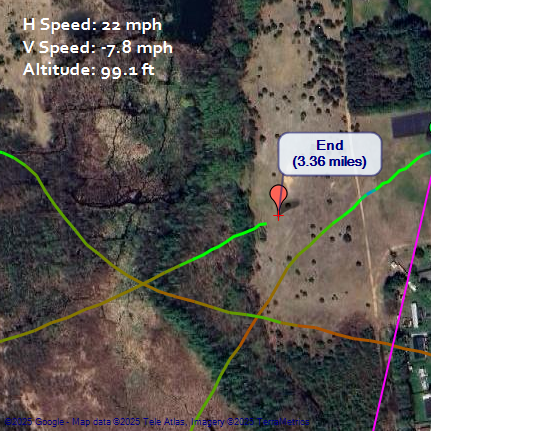 H Speed: 22 mph
V Speed: -7.8 mph
Altitude: 99.1 ft
End
(3.36 miles)
©2025 Google - Map data ©2025 Tele Atlas, Imagery ©2025 TerraMetrics